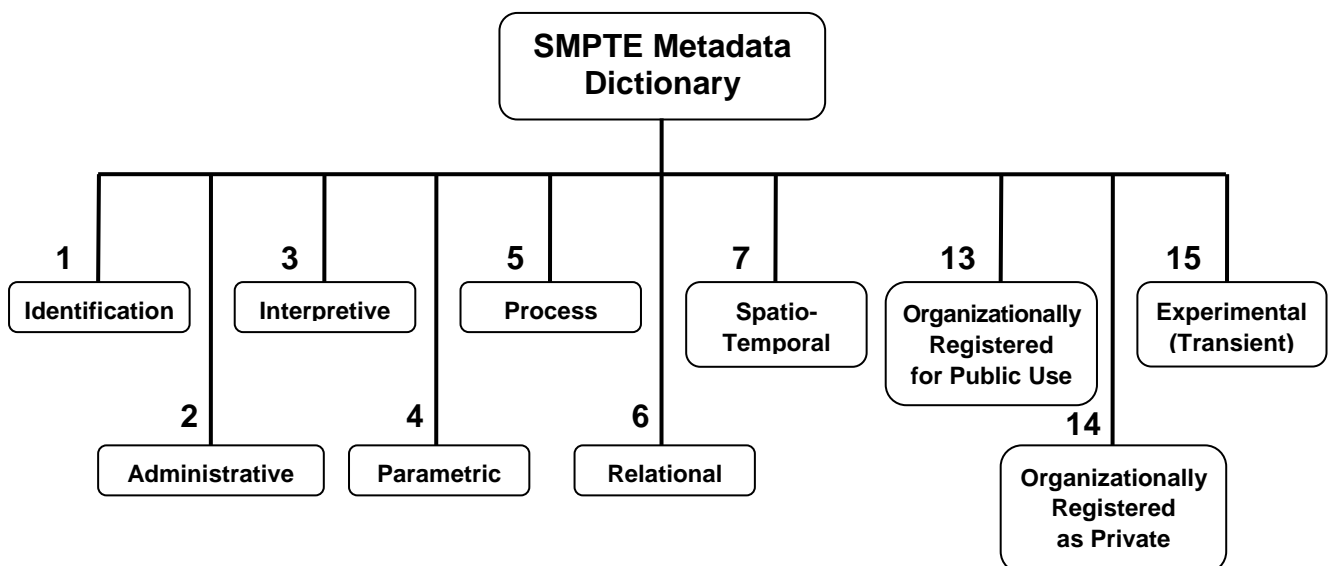 SMPTE Metadata
Dictionary
1
Identification
3
Interpretive
5
Process
7
Spatio-
Temporal
13
Organizationally
Registered
for Public Use
15
Experimental
(Transient)
2
Administrative
4
Parametric
6
Relational
14
Organizationally
Registered
as Private